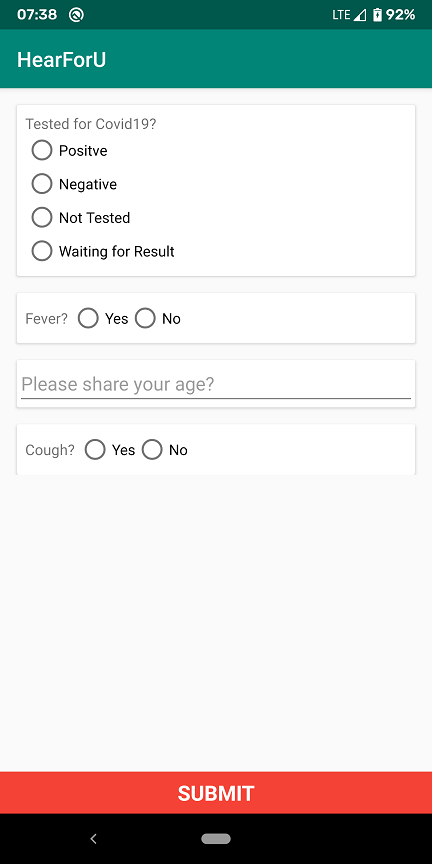 07:38 LTE 92%
HearForU
Tested for Covid19?
Positve
Negative
Not Tested
Waiting for Result
Fever? Yes No
Please share your age?
Cough? Yes No
SUBMIT